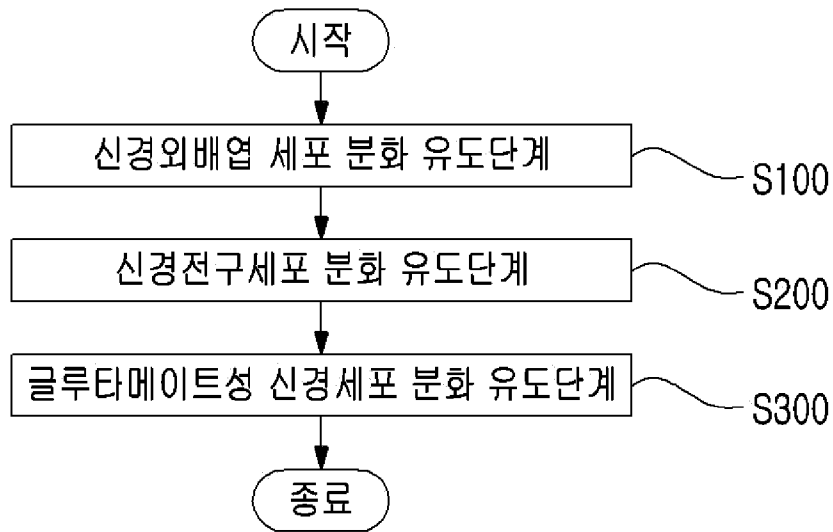 시작
신경외배엽 세포 분화 유도단계
S100
신경전구세포 분화 유도단계
S200
글루타메이트성 신경세포 분화 유도단계
S300
종료